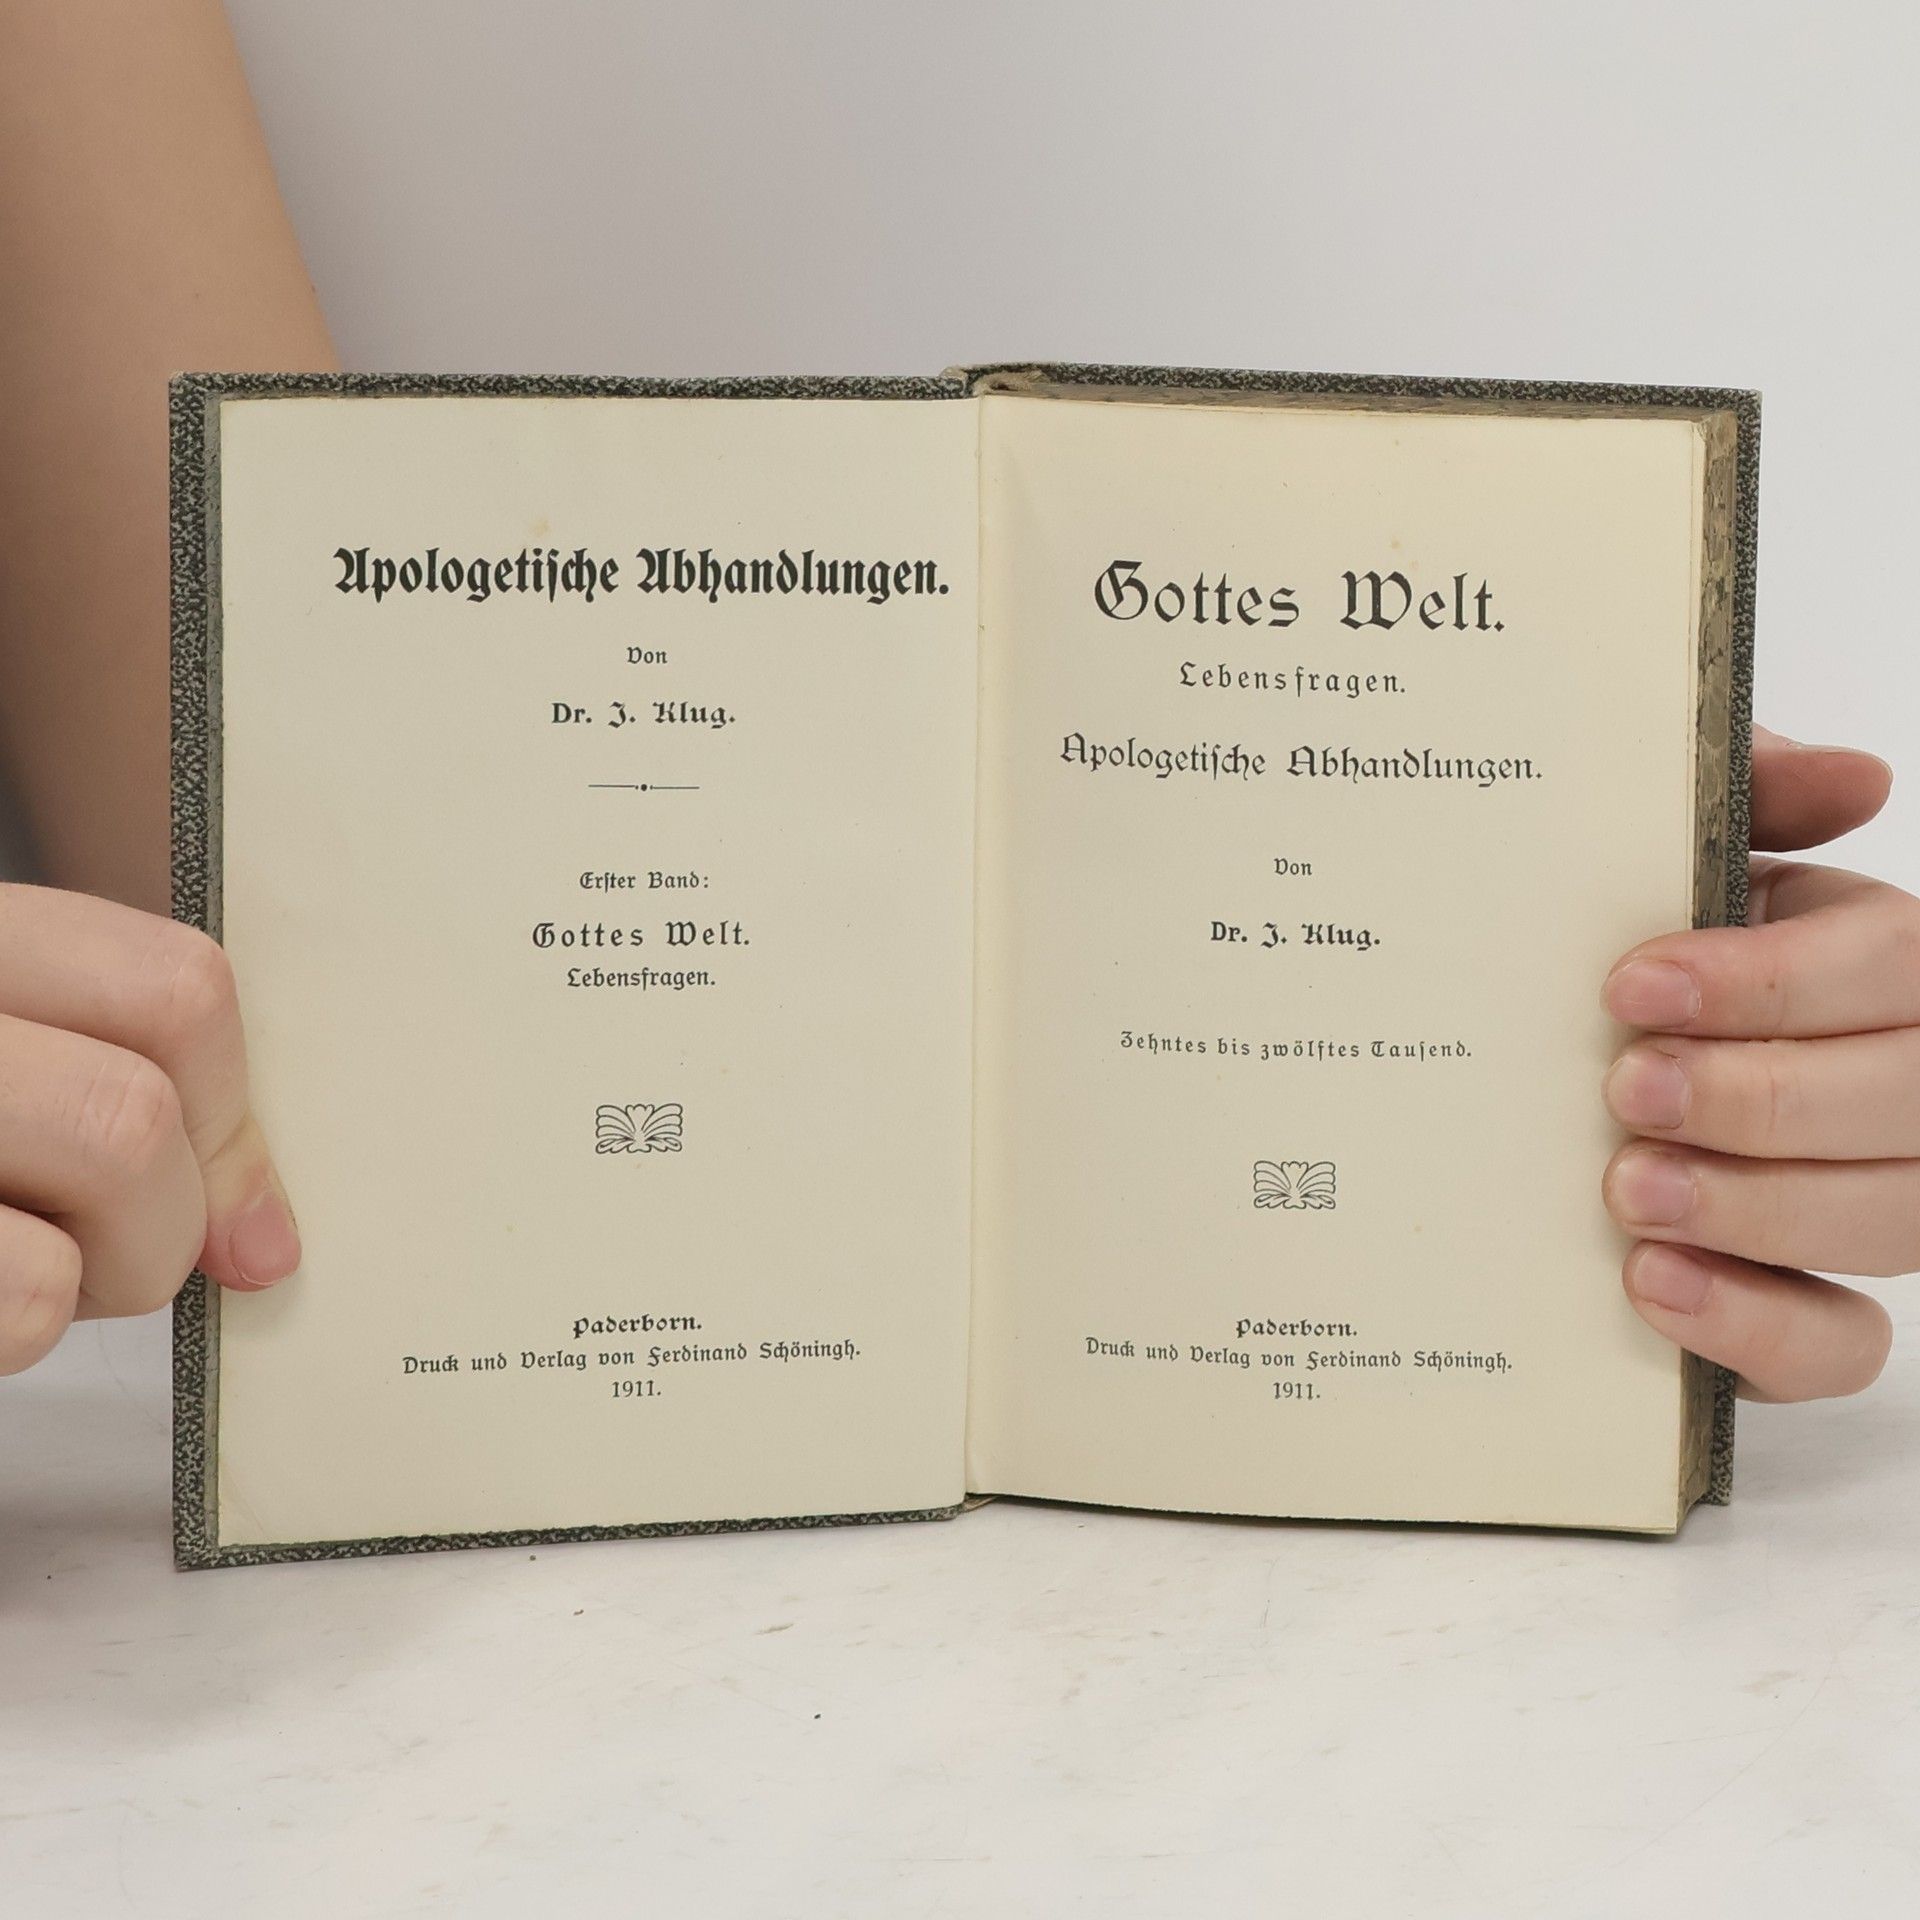 Apologetische Abhandlungen.
Von
Dr. J. Klug.
Erster Band:
Gottes Welt.
Lebensfragen.
Paderborn.
Druck und Verlag von Ferdinand Schöningh.
1911.
Gottes Welt.
Lebensfragen.
Apologetische Abhandlungen.
Von
Dr. J. Klug.
Zehntes bis zwölftes Tausend.
Paderborn.
Druck und Verlag von Ferdinand Schöningh.
1911.